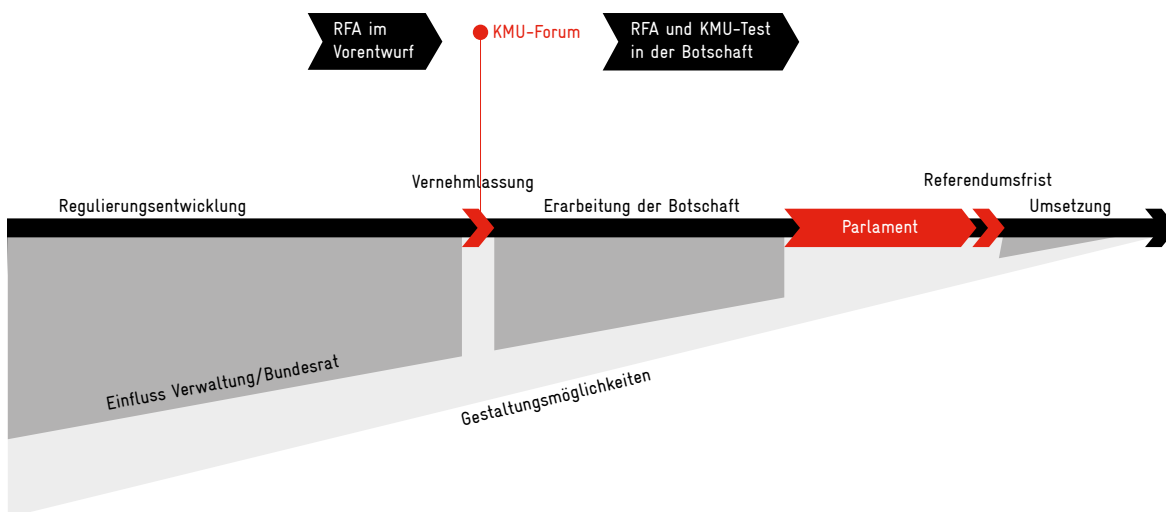 RFA im
Vorentwurf
KMU-Forum
RFA und KMU-Test
in der Botschaft
Vernehmlassung
Referendumsfrist
Regulierungsentwicklung
Erarbeitung der Botschaft
Umsetzung
Parlament
Einfluss Verwaltung/Bundesrat
Gestaltungsmöglichkeiten